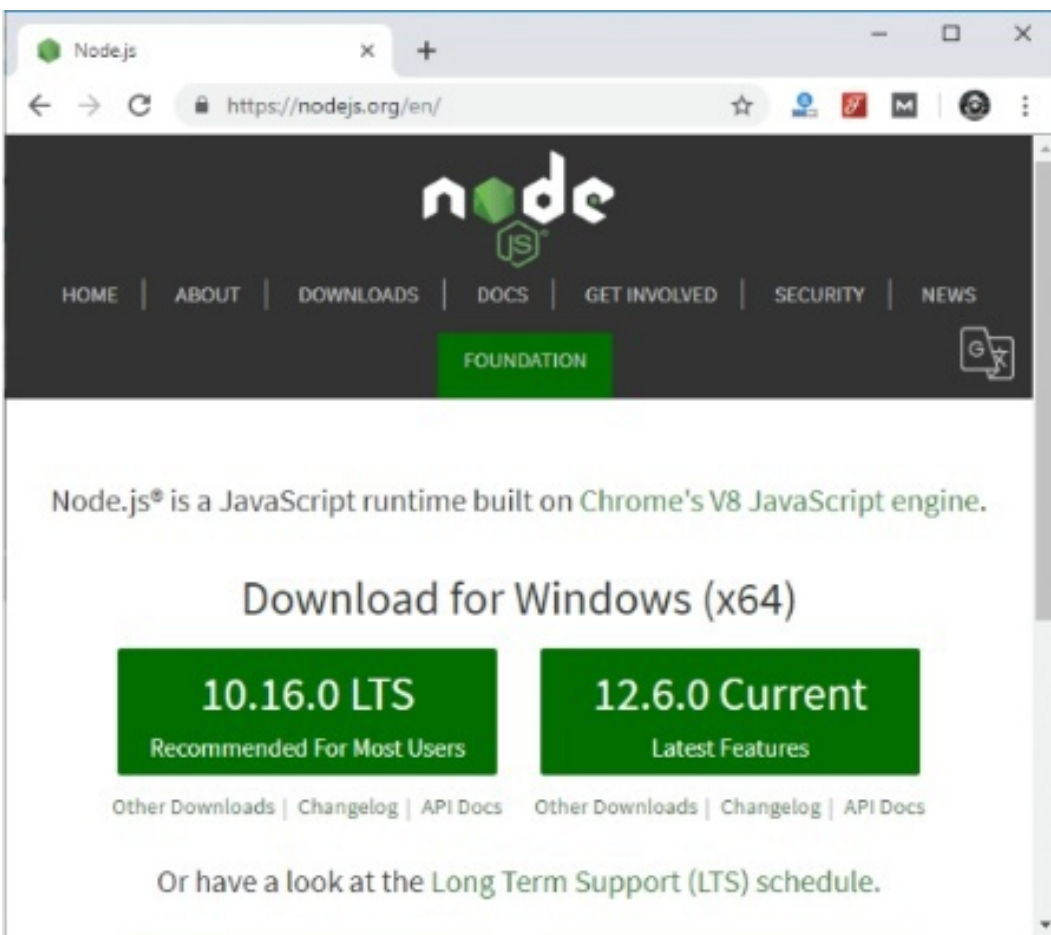 Node.js
https://nodejs.org/en/
node
JS
HOME | ABOUT | DOWNLOADS | DOCS | GET INVOLVED | SECURITY | NEWS
FOUNDATION
Node.js® is a JavaScript runtime built on Chrome's V8 JavaScript engine.
Download for Windows (x64)
10.16.0 LTS 12.6.0 Current
Recommended For Most Users Latest Features
Other Downloads | Changelog | API Docs Other Downloads | Changelog | API Docs
Or have a look at the Long Term Support (LTS) schedule.